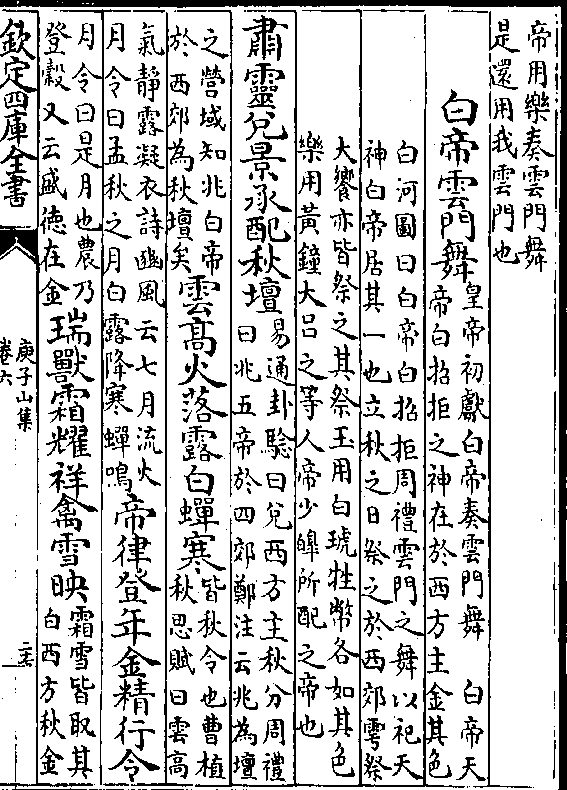 帝用樂奏雲門舞
是還用我雲門也
白帝雲門舞皇帝初獻白帝奏雲門舞 白帝天
帝白招拒之神在於西方主金其色
白河圖曰白帝白招拒周禮雲門之舞以祀天
神白帝居其一也立秋之日祭之於西郊雩祭
大饗亦皆祭之其祭玉用白琥牲幣各如其色
樂用黃鐘大呂之等人帝少皥所配之帝也
肅靈兌景承配秋壇易通卦驗曰兌西方主秋分周禮
曰兆五帝於四郊鄭注云兆為壇
之營域知兆白帝
於西郊為秋壇矣雲高火落露白蟬寒皆秋令也曹植
秋思賦曰雲高
氣靜露凝衣詩豳風云七月流火
月令曰孟秋之月白露降寒蟬鳴帝律登年金精行令
月令曰是月也農乃
登穀又云盛德在金瑞獸霜耀祥禽雪映霜雪皆取其
白西方秋金
欽定四庫全書
庾子山集
卷六
二十七